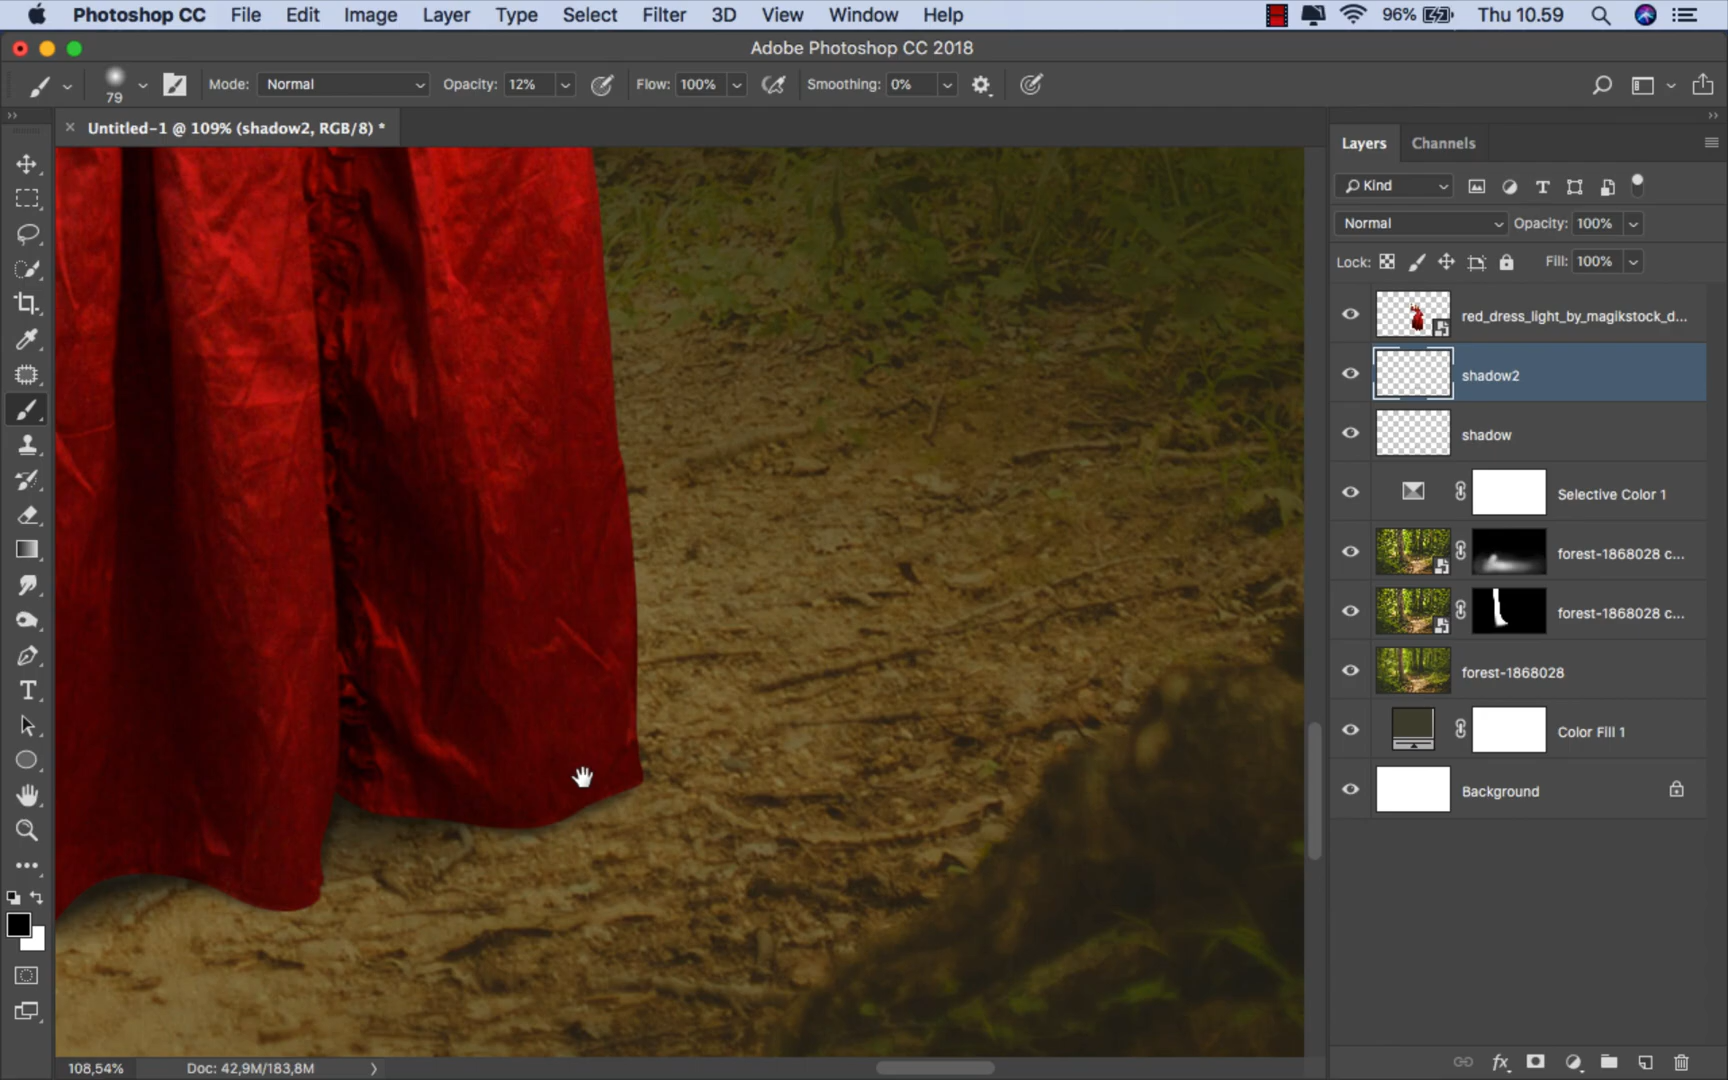 Photoshop CC File Edit Image Layer Type Select Filter 3D View Window Help 96% Thu 10.59
Adobe Photoshop CC 2018
79 Mode: Normal Opacity: 12% Flow: 100% Smoothing: 0%
Untitled-1 @ 109% (shadow2, RGB/8) *
Layers Channels
Kind
Normal Opacity: 100%
Lock: Fill: 100%
red_dress_light_by_magikstock_d...
shadow2
shadow
Selective Color 1
forest-1868028 c...
forest-1868028 c...
forest-1868028
Color Fill 1
Background
108,54% Doc: 42,9M/183,8M